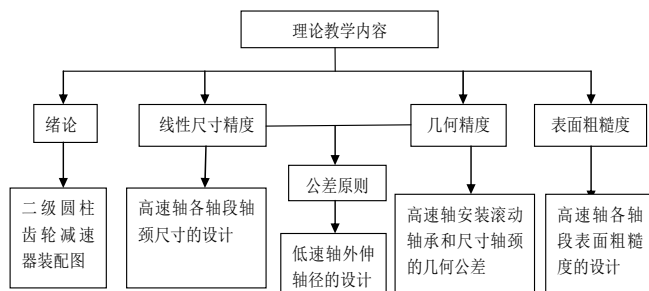 理论教学内容
绪论
线性尺寸精度
几何精度
表面粗糙度
公差原则
二级圆柱
齿轮减速
器装配图
高速轴各轴段轴
颈尺寸的设计
低速轴外伸
轴径的设计
高速轴安装滚动
轴承和尺寸轴颈
的几何公差
高速轴各轴
段表面粗糙
度的设计